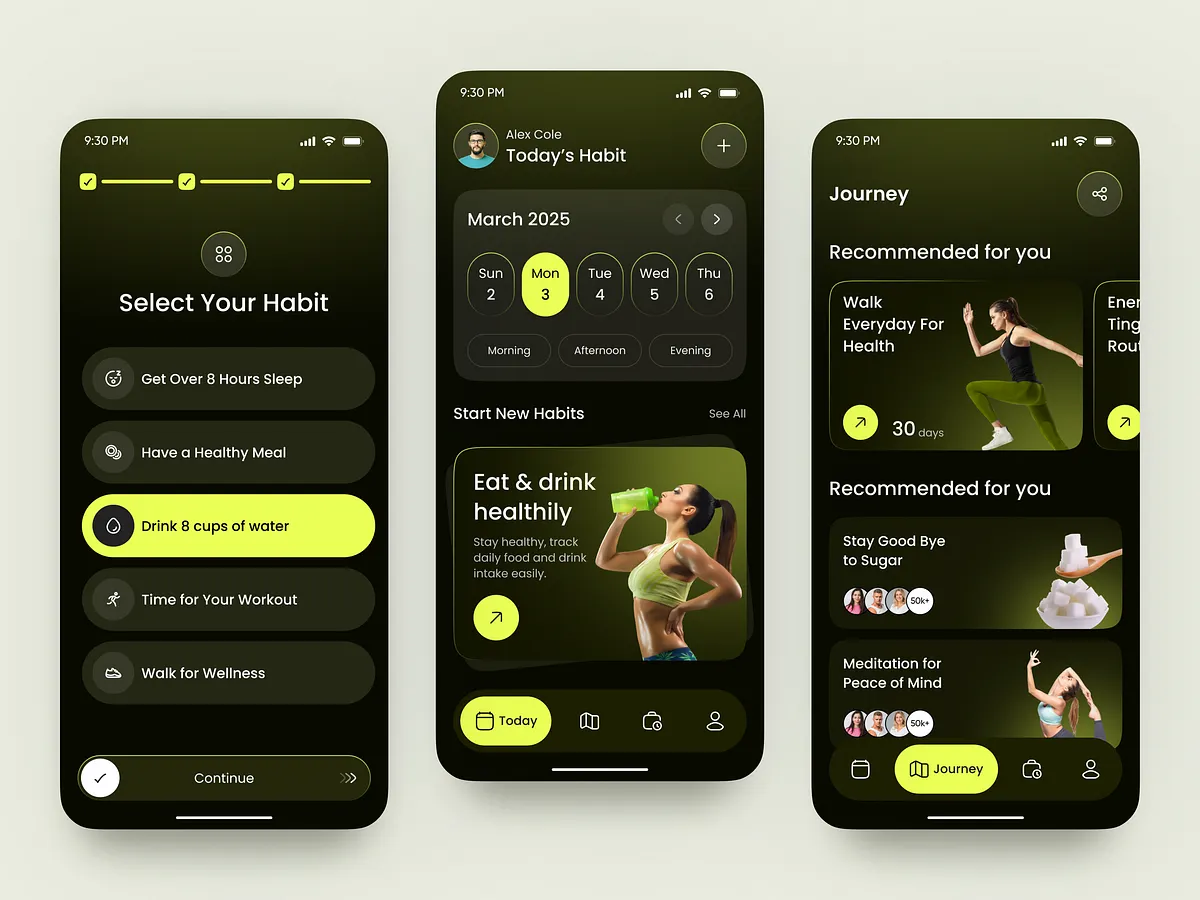 9:30 PM
Select Your Habit
Get Over 8 Hours Sleep
Have a Healthy Meal
Drink 8 cups of water
Time for Your Workout
Walk for Wellness
Continue
9:30 PM
Alex Cole
Today's Habit
March 2025
Sun Mon Tue Wed Thu
2 3 4 5 6
Morning Afternoon Evening
Start New Habits See All
Eat & drink
healthily
Stay healthy, track
daily food and drink
intake easily.
Today
9:30 PM
Journey
Recommended for you
Walk
Everyday For
Health
30 days
Ener
Ting
Rout
Recommended for you
Stay Good Bye
to Sugar
50k+
Meditation for
Peace of Mind
50k+
Journey